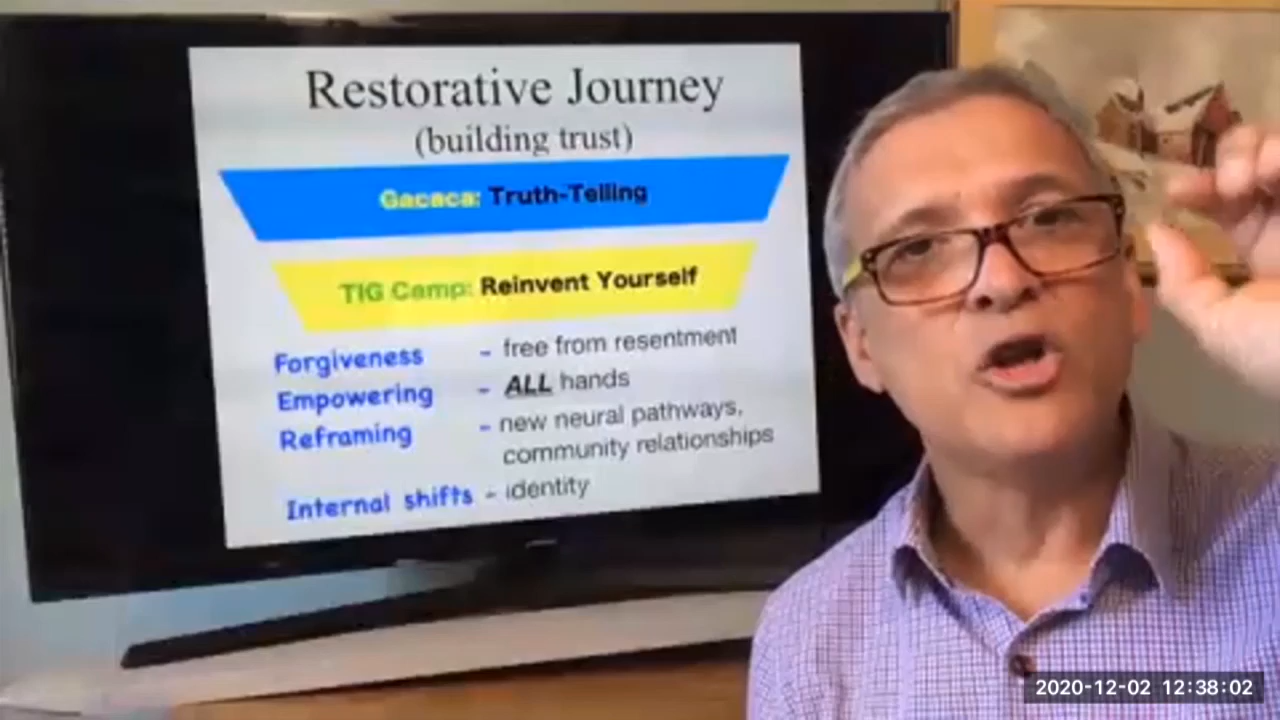 Restorative Journey
(building trust)
Gacaca: Truth-Telling
TIG Camp: Reinvent Yourself
Forgiveness - free from resentment
Empowering - ALL hands
Reframing - new neural pathways,
community relationships
Internal shifts - identity
2020-12-02 12:38:02